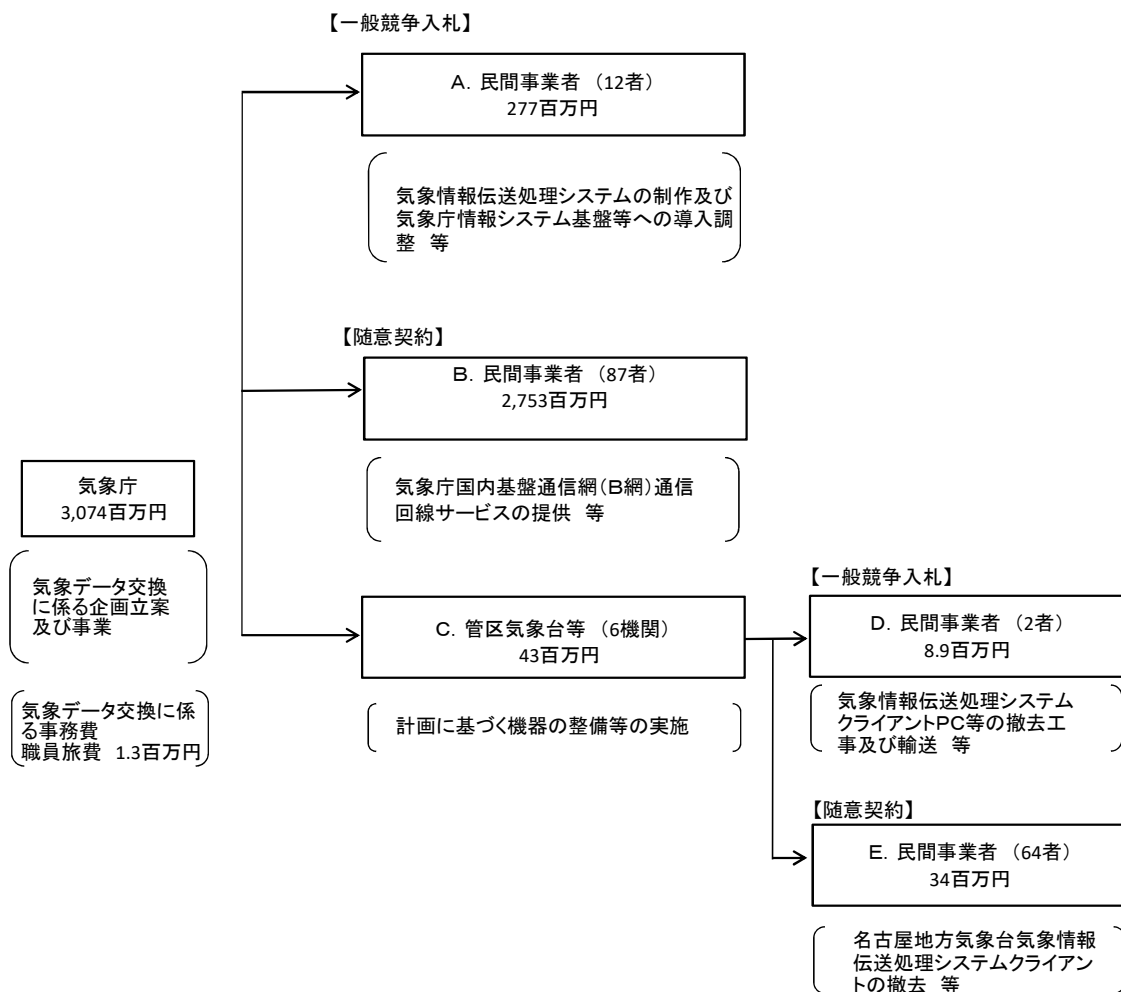 【一般競争入札】
A．民間事業者　（12者）
277百万円
気象情報伝送処理システムの制作及び
気象庁情報システム基盤等への導入調
整　等
【随意契約】
B．民間事業者　（87者）
2,753百万円
気象庁国内基盤通信網（B網）通信
回線サービスの提供　等
気象庁
3,074百万円
気象データ交換
に係る企画立案
及び事業
気象データ交換に係
る事務費
職員旅費　1.3百万円
C．管区気象台等　（6機関）
43百万円
計画に基づく機器の整備等の実施
【一般競争入札】
D．民間事業者　（2者）
8.9百万円
気象情報伝送処理システム
クライアントPC等の撤去工
事及び輸送　等
【随意契約】
E．民間事業者　（64者）
34百万円
名古屋地方気象台気象情報
伝送処理システムクライアン
トの撤去　等